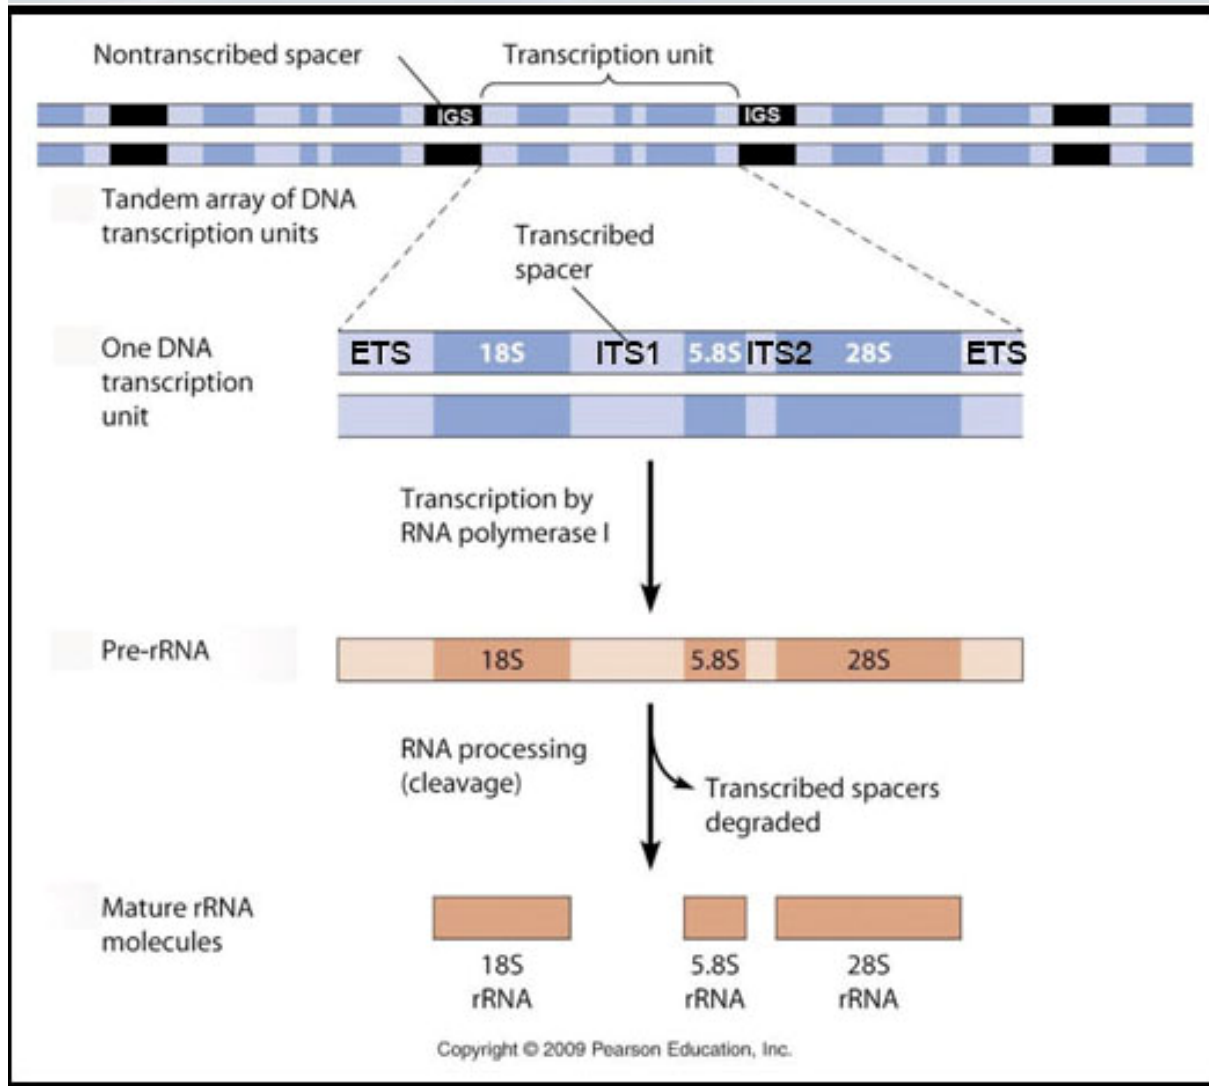 Nontranscribed spacer
Transcription unit
IGS
IGS
Tandem array of DNA
transcription units
Transcribed
spacer
One DNA
transcription
unit
ETS 18S ITS1 5.8S ITS2 28S ETS
Transcription by
RNA polymerase I
Pre-rRNA
18S 5.8S 28S
RNA processing
(cleavage)
Transcribed spacers
degraded
Mature rRNA
molecules
18S
rRNA
5.8S
rRNA
28S
rRNA
Copyright © 2009 Pearson Education, Inc.